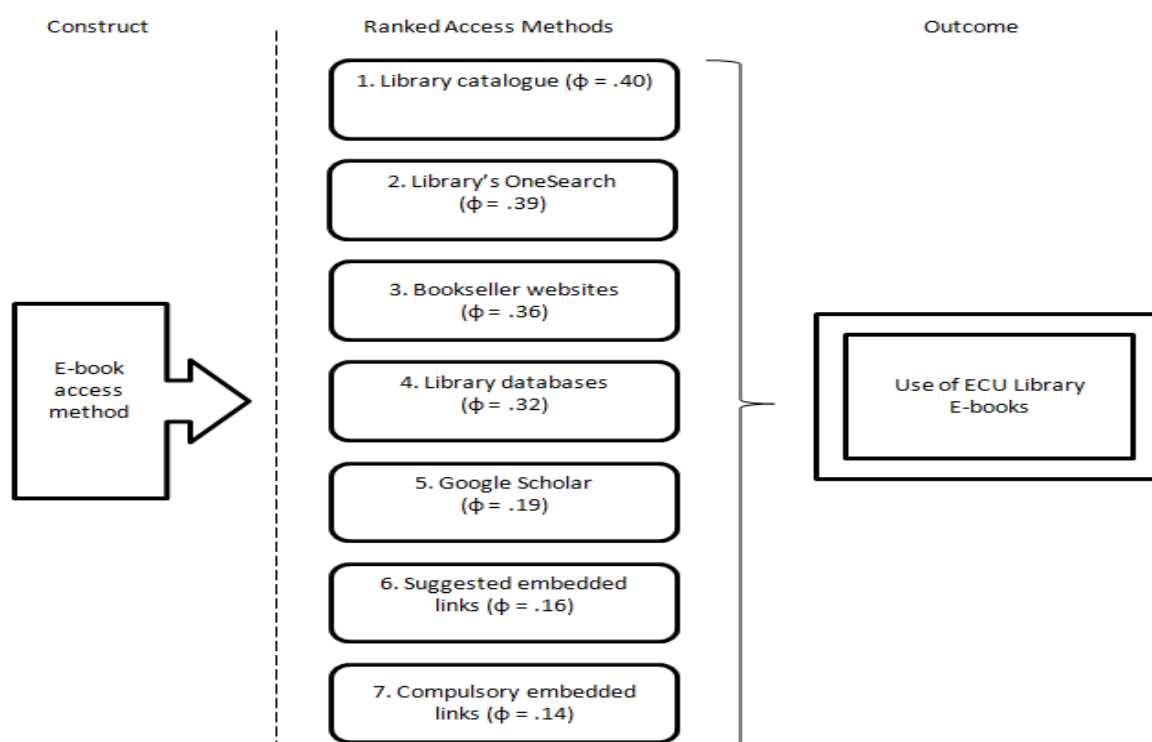 Construct
Ranked Access Methods
Outcome
1. Library catalogue (ϕ = .40)
2. Library’s OneSearch
(ϕ = .39)
3. Bookseller websites
(ϕ = .36)
4. Library databases
(ϕ = .32)
5. Google Scholar
(ϕ = .19)
6. Suggested embedded
links (ϕ = .16)
7. Compulsory embedded
links (ϕ = .14)
E-book
access
method
Use of ECU Library
E-books